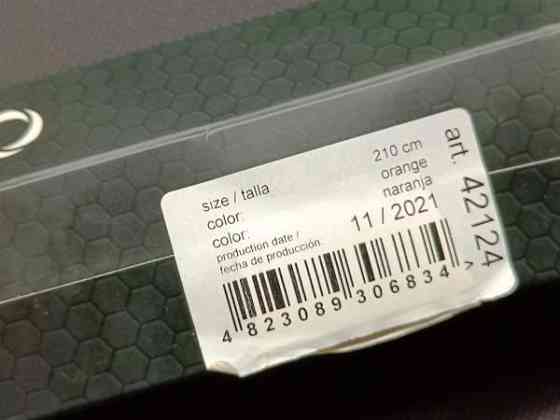 size / talla 210 cm
color: orange
color: naranja
production date / 11 / 2021
fecha de producción:
4 823089 306834 >
art. 42124